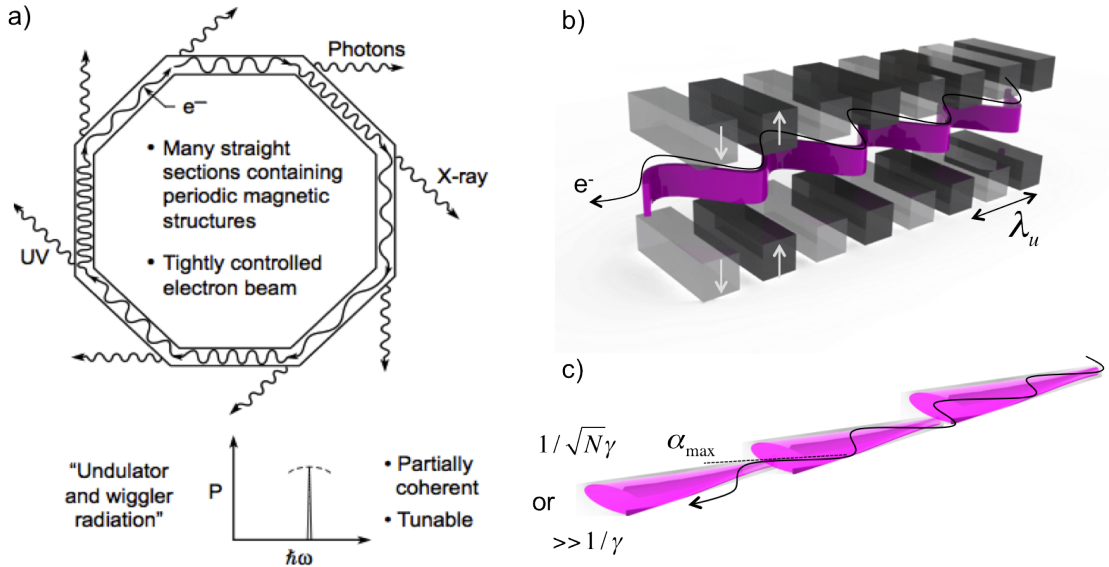 a)
Photons
e⁻
• Many straight
sections containing
periodic magnetic
structures
• Tightly controlled
electron beam
X-ray
UV
"Undulator
and wiggler
radiation"
P
ħω
• Partially
coherent
• Tunable
b)
e-
λu
c)
1/√Nγ
αmax
or
>>1/γ